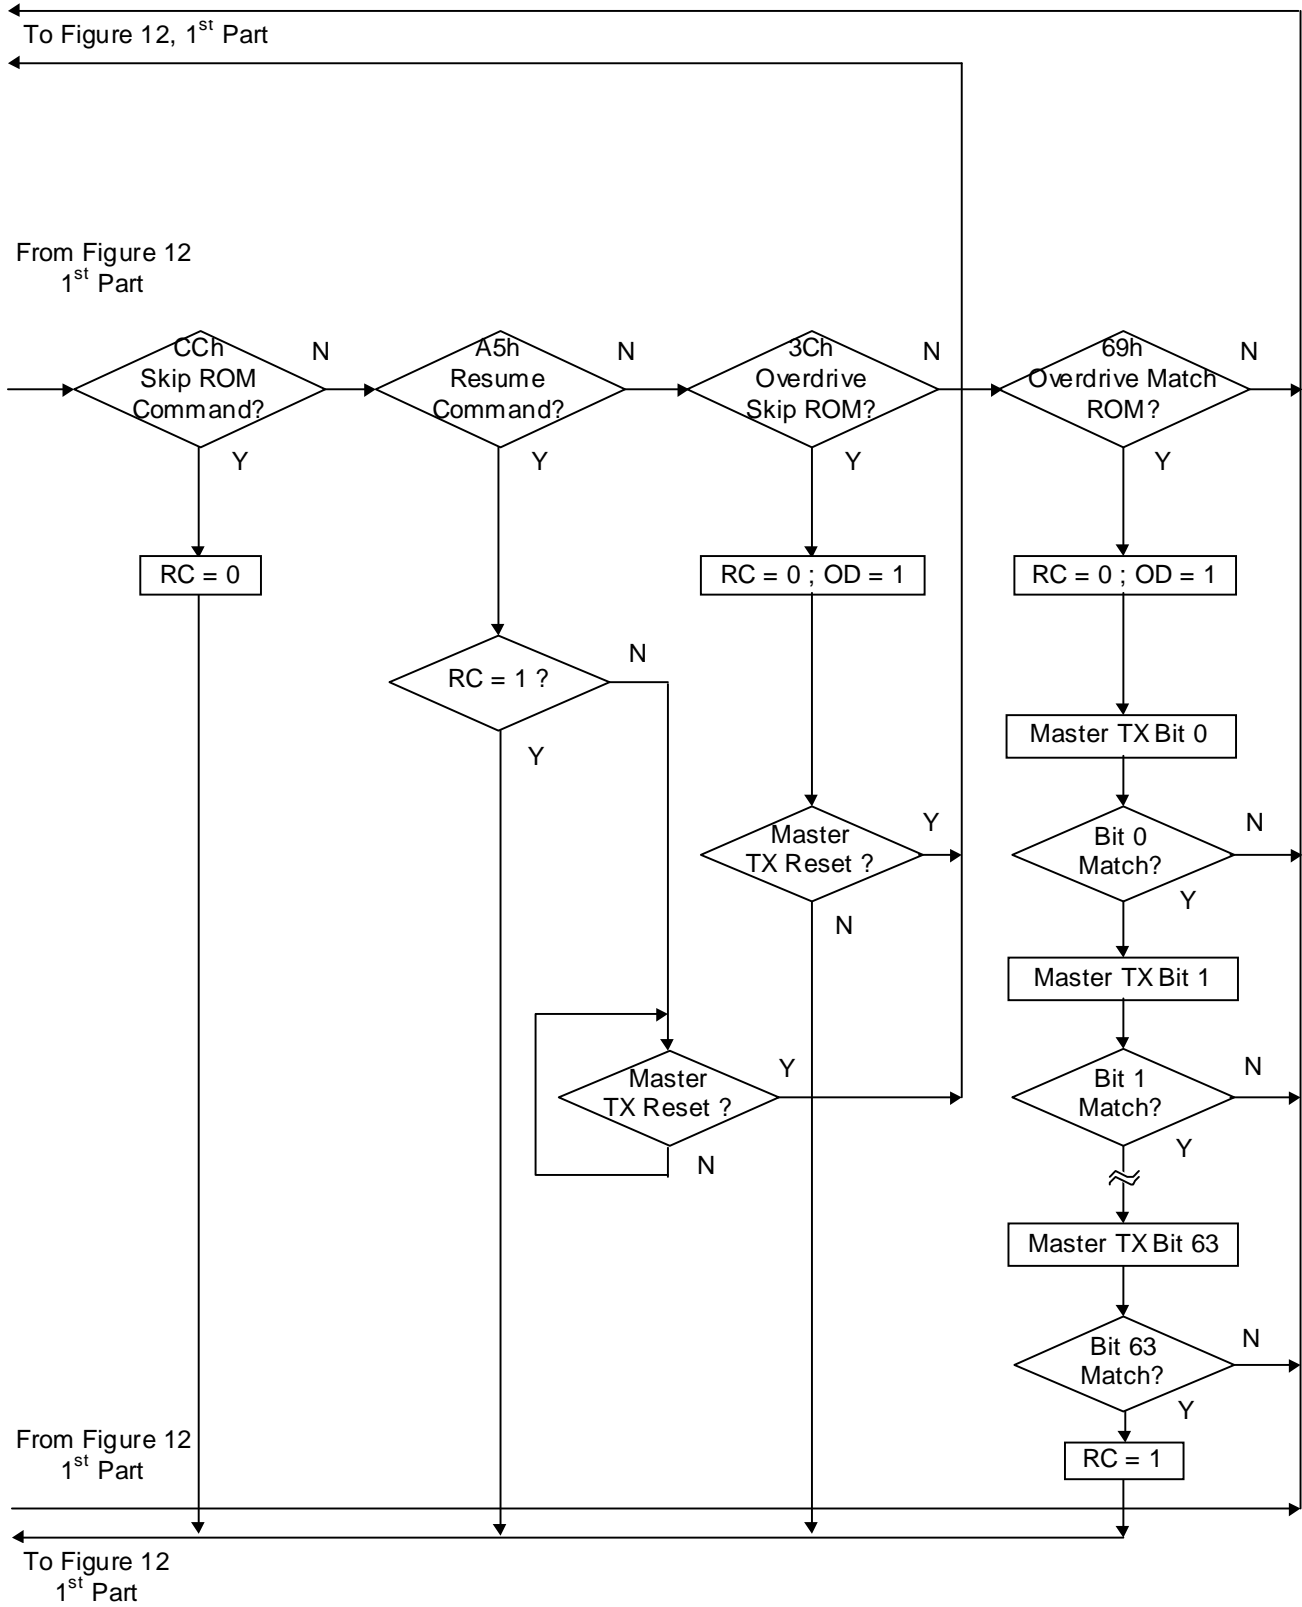 To Figure 12, 1st Part
From Figure 12
1st Part
CCh
Skip ROM
Command?
N
Y
A5h
Resume
Command?
N
Y
3Ch
Overdrive
Skip ROM?
N
Y
69h
Overdrive Match
ROM?
N
Y
RC = 0
RC = 0 ; OD = 1
RC = 0 ; OD = 1
RC = 1 ?
N
Y
Master TX Bit 0
Master
TX Reset ?
Y
N
Bit 0
Match?
N
Y
Master TX Bit 1
Master
TX Reset ?
Y
N
Bit 1
Match?
N
Y
Master TX Bit 63
Bit 63
Match?
N
Y
RC = 1
From Figure 12
1st Part
To Figure 12
1st Part